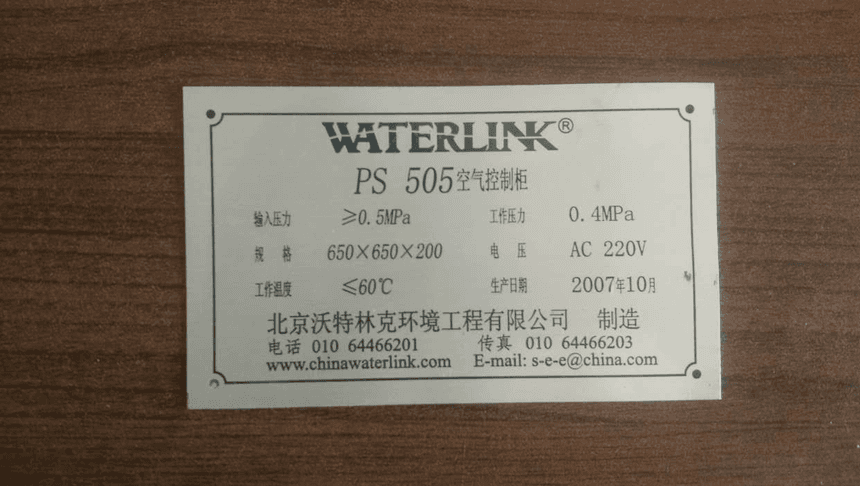 WATERLINK®
PS 505空气控制柜
输入压力 ≥0.5MPa 工作压力 0.4MPa
规格 650×650×200 电压 AC 220V
工作温度 ≤60℃ 生产日期 2007年10月
北京沃特林克环境工程有限公司 制造
电话 010 64466201 传真 010 64466203
www.chinawaterlink.com E-mail: s-e-e@china.com